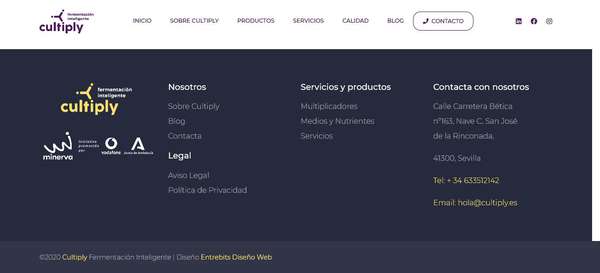 fermentación
inteligente
cultiply
INICIO
SOBRE CULTIPLY
PRODUCTOS
SERVICIOS
CALIDAD
BLOG
CONTACTO
fermentación
inteligente
cultiply
minerva
iniciativa
promovida
por
vodafone
Junta de Andalucía
Nosotros
Sobre Cultiply
Blog
Contacta
Legal
Aviso Legal
Política de Privacidad
Servicios y productos
Multiplicadores
Medios y Nutrientes
Servicios
Contacta con nosotros
Calle Carretera Bética
nº163, Nave C, San José
de la Rinconada,
41300, Sevilla
Tel: + 34 633512142
Email: hola@cultiply.es
©2020 Cultiply Fermentación Inteligente | Diseño Entrebits Diseño Web